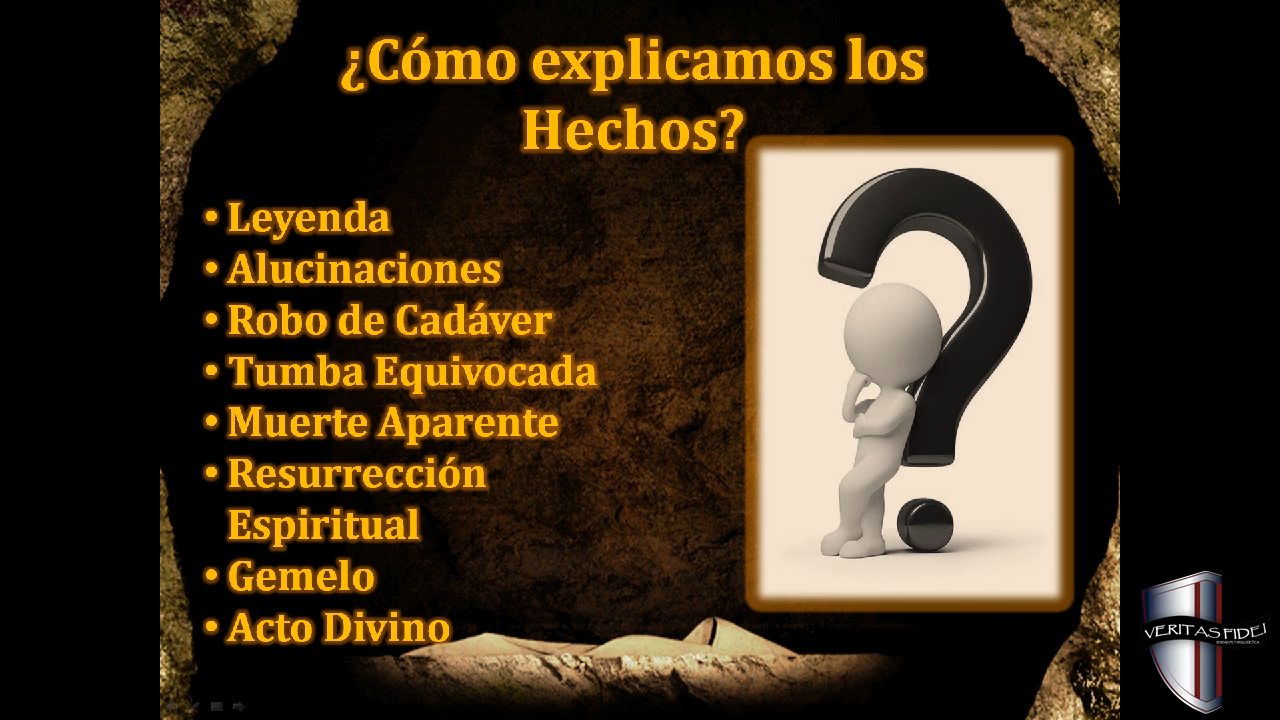 ¿Cómo explicamos los
Hechos?
• Leyenda
• Alucinaciones
• Robo de Cadáver
• Tumba Equivocada
• Muerte Aparente
• Resurrección
Espiritual
• Gemelo
• Acto Divino
VERITAS FIDEI